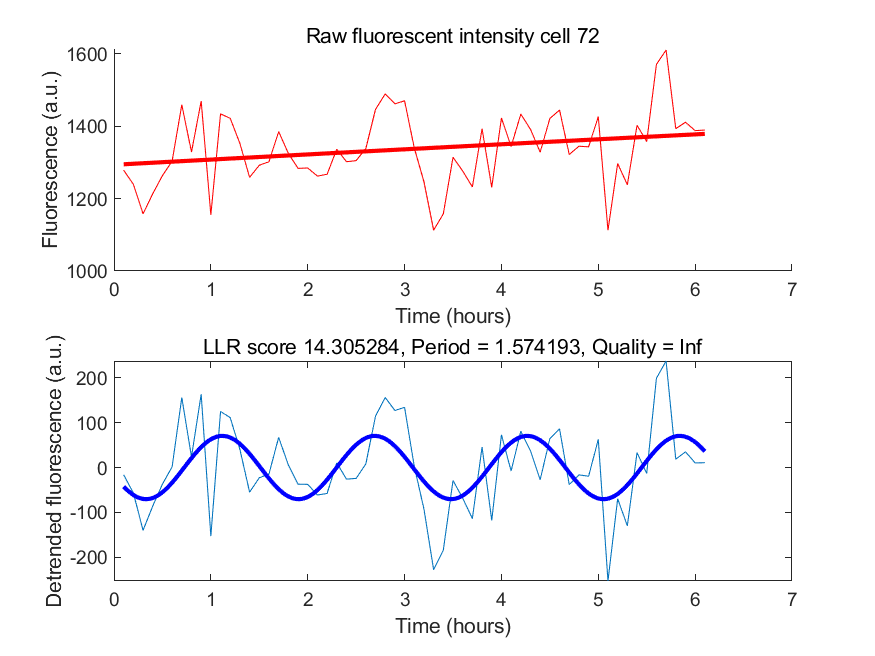 Raw fluorescent intensity cell 72
1600
1400
1200
1000
Fluorescence (a.u.)
0 1 2 3 4 5 6 7
Time (hours)
LLR score 14.305284, Period = 1.574193, Quality = Inf
200
100
0
-100
-200
Detrended fluorescence (a.u.)
0 1 2 3 4 5 6 7
Time (hours)